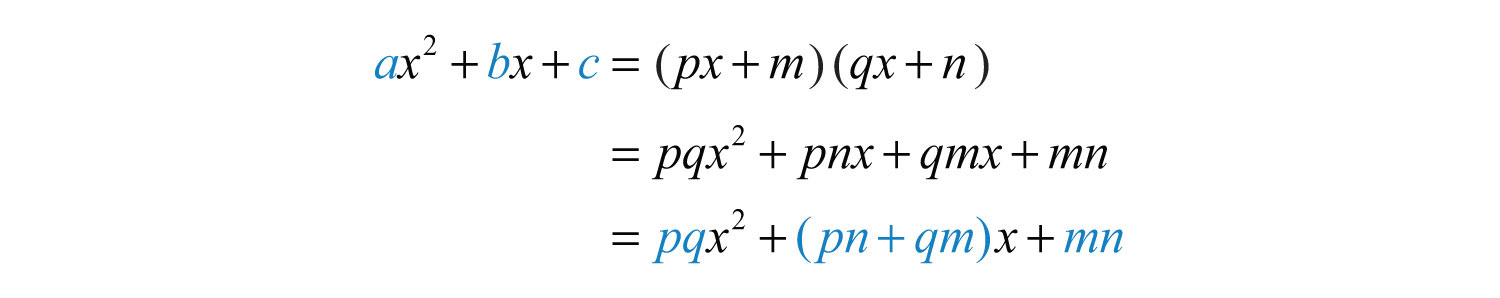 ax² + bx + c = (px + m)(qx + n)
= pqx² + pnx + qmx + mn
= pqx² + (pn + qm)x + mn